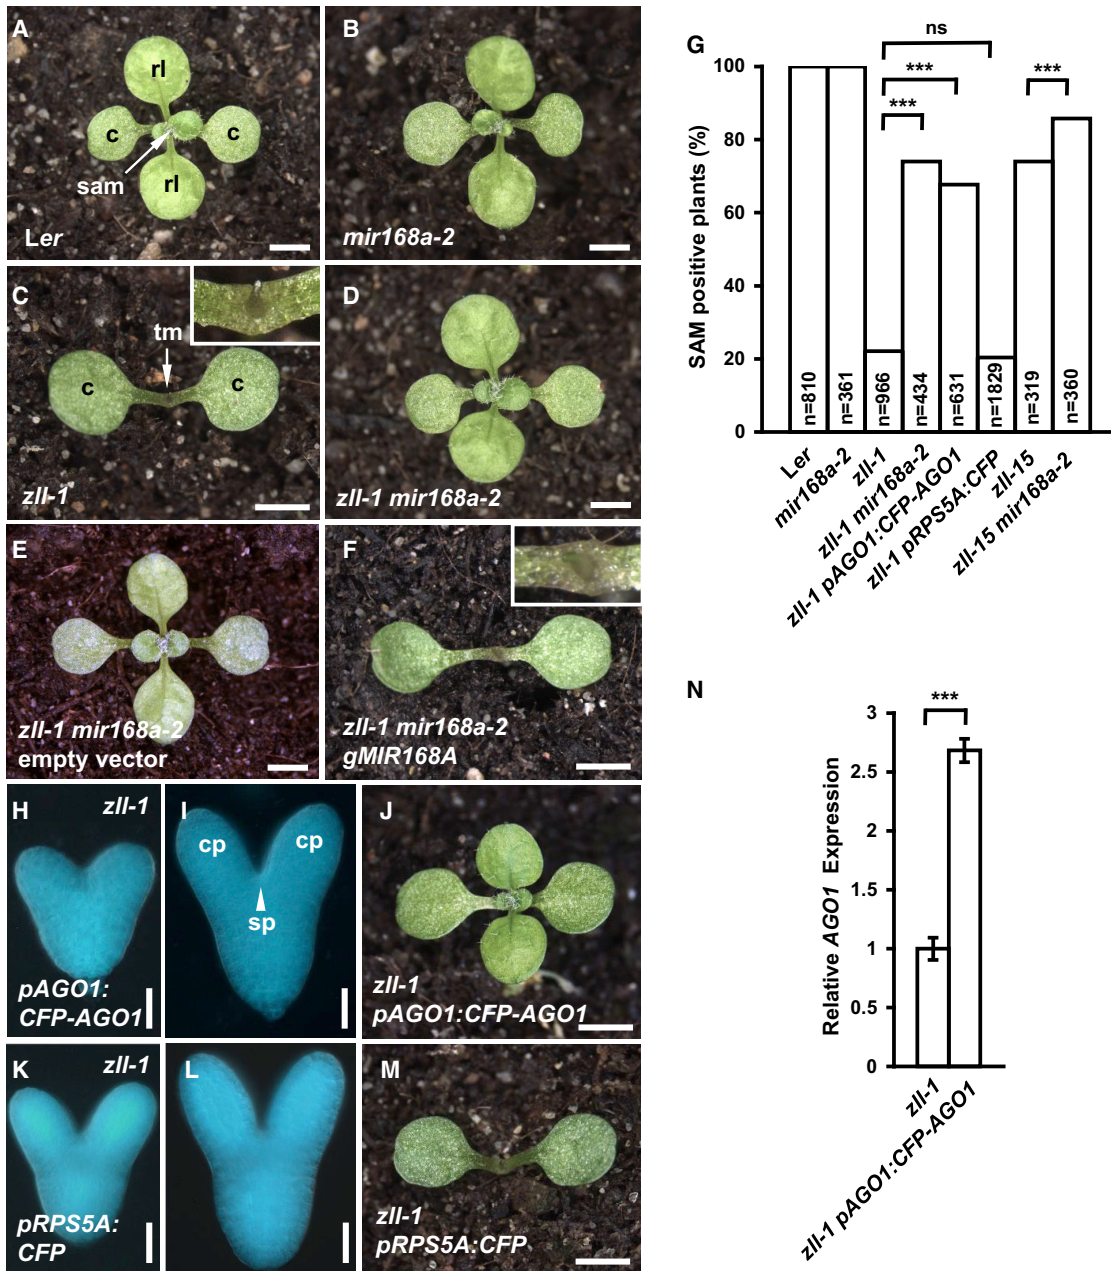 A
rl
c
c
sam
rl
Ler
B
mir168a-2
C
tm
c
c
zll-1
D
zll-1 mir168a-2
E
zll-1 mir168a-2
empty vector
F
zll-1 mir168a-2
gMIR168A
G
ns
***
***
***
SAM positive plants (%)
100
80
60
40
20
0
n=810
n=361
n=966
n=434
n=631
n=1829
n=319
n=360
Ler
mir168a-2
zll-1
zll-1 mir168a-2
zll-1 pAGO1:CFP-AGO1
zll-1 pRPS5A:CFP
zll-15
zll-15 mir168a-2
H
zll-1
pAGO1:
CFP-AGO1
I
cp
cp
sp
J
zll-1
pAGO1:CFP-AGO1
K
zll-1
pRPS5A:
CFP
L
M
zll-1
pRPS5A:CFP
N
***
Relative AGO1 Expression
3
2.5
2
1.5
1
0.5
0
zll-1
zll-1 pAGO1:CFP-AGO1